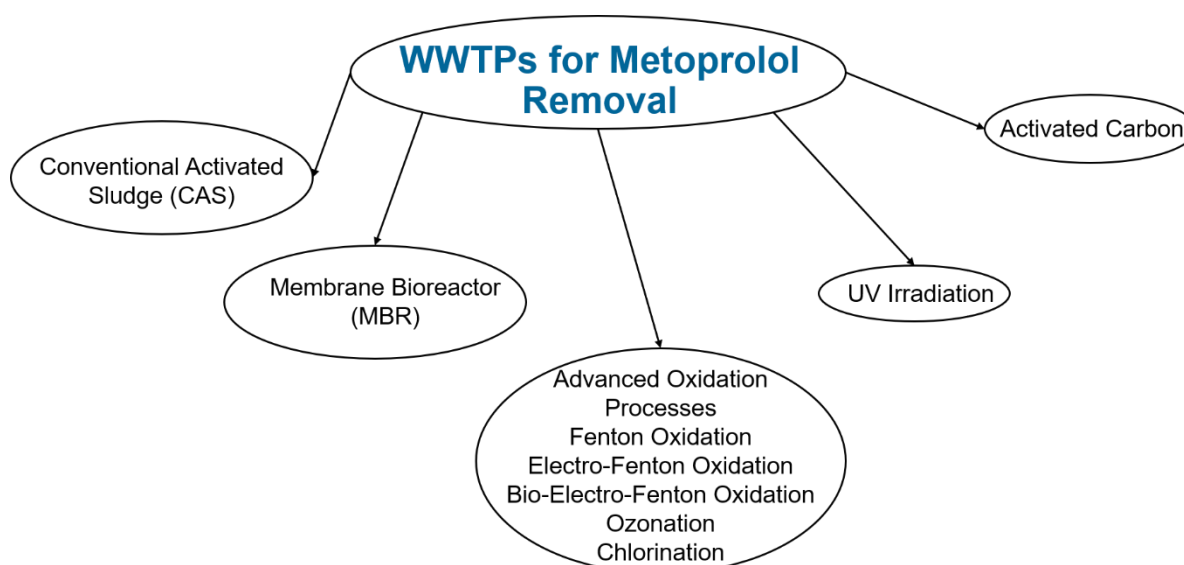 WWTPs for Metoprolol
Removal
Conventional Activated
Sludge (CAS)
Membrane Bioreactor
(MBR)
Advanced Oxidation
Processes
Fenton Oxidation
Electro-Fenton Oxidation
Bio-Electro-Fenton Oxidation
Ozonation
Chlorination
UV Irradiation
Activated Carbon